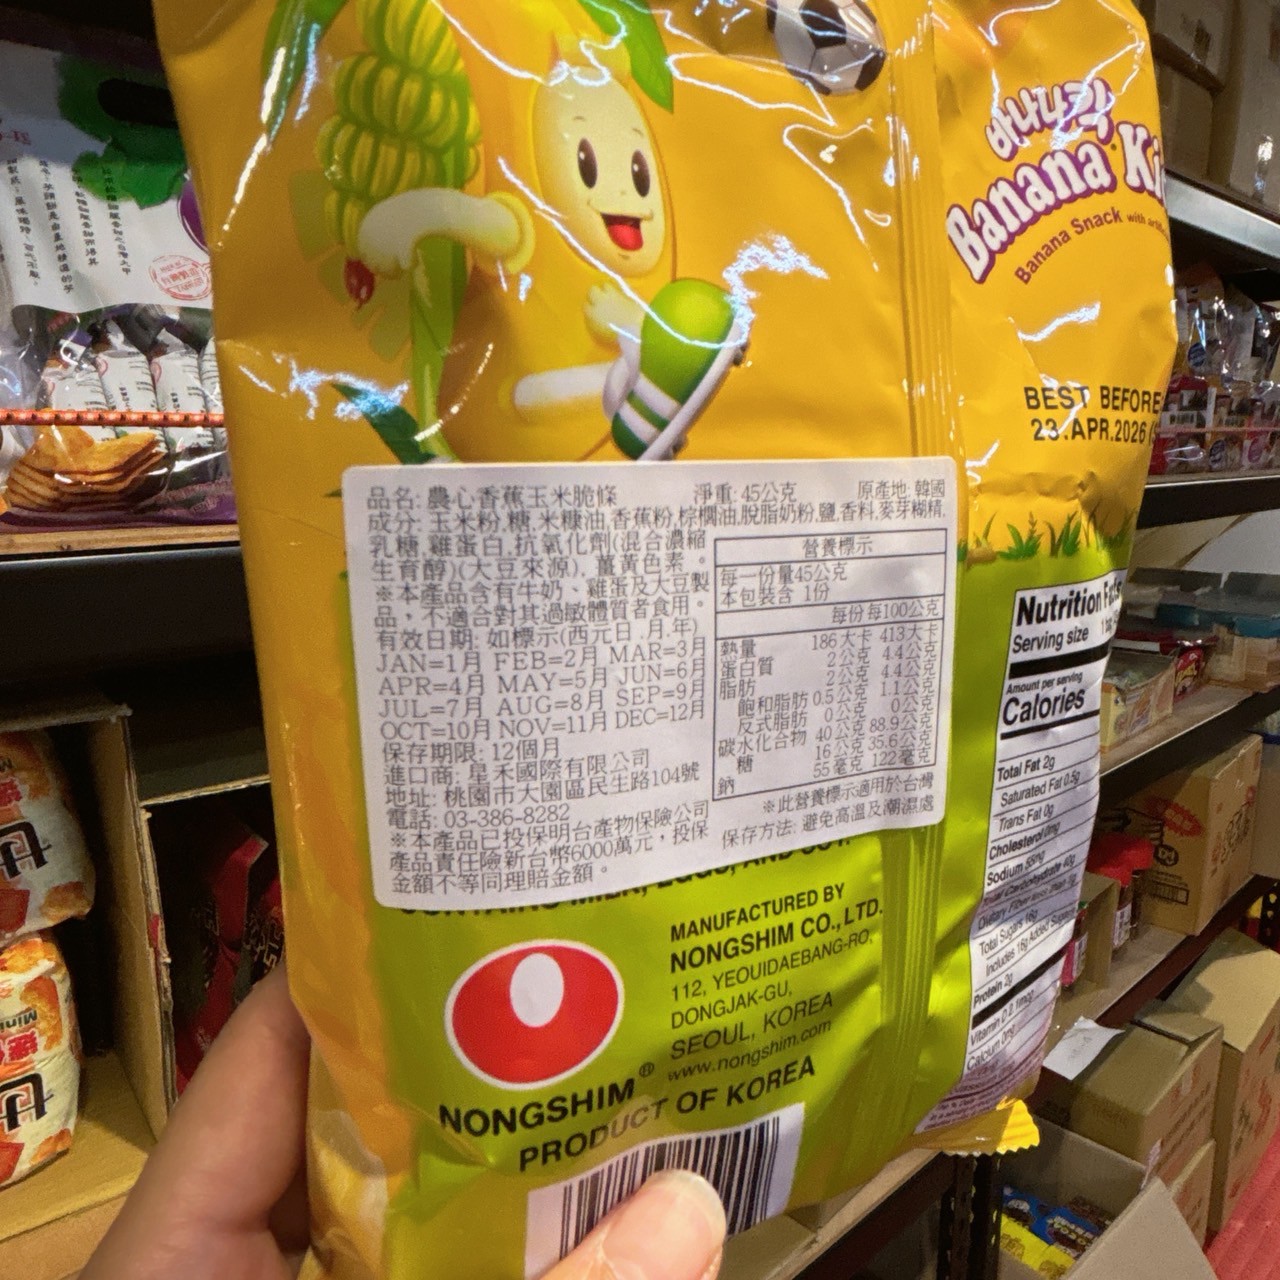 바나나킥
Banana Ki
Banana Snack with
BEST BEFORE
23.APR.2026
品名: 農心香蕉玉米脆條 淨重: 45公克 原產地: 韓國
成分: 玉米粉,糖,米糠油,香蕉粉,棕櫚油,脫脂奶粉,鹽,香料,麥芽糊精,
乳糖,雞蛋白,抗氧化劑(混合濃縮
生育醇)(大豆來源), 薑黃色素。
※本產品含有牛奶、雞蛋及大豆製
品，不適合對其過敏體質者食用。
有效日期: 如標示(西元日.月.年)
JAN=1月 FEB=2月 MAR=3月
APR=4月 MAY=5月 JUN=6月
JUL=7月 AUG=8月 SEP=9月
OCT=10月 NOV=11月 DEC=12月
保存期限: 12個月
進口商: 星禾國際有限公司
地址: 桃園市大園區民生路104號
電話: 03-386-8282
※本產品已投保明台產物保險公司
產品責任險新台幣6000萬元，投保
金額不等同理賠金額。
營養標示
每一份量45公克
本包裝含 1份
每份 每100公克
熱量 186大卡 413大卡
蛋白質 2公克 4.4公克
脂肪 2公克 4.4公克
飽和脂肪 0.5公克 1.1公克
反式脂肪 0公克 0公克
碳水化合物 40公克 88.9公克
糖 16公克 35.6公克
鈉 55毫克 122毫克
※此營養標示適用於台灣
保存方法: 避免高溫及潮濕處
MANUFACTURED BY
NONGSHIM CO., LTD.
112, YEOUIDAEBANG-RO,
DONGJAK-GU,
SEOUL, KOREA
www.nongshim.com
NONGSHIM®
PRODUCT OF KOREA
Nutrition Facts
Serving size
Amount per serving
Calories
Total Fat 2g
Saturated Fat 0.5g
Trans Fat 0g
Cholesterol 0mg
Sodium 55mg
Total Carbohydrate 40g
Dietary Fiber less than
Total Sugars 16g
Includes 16g Added Sugars
Protein 2g
Vitamin D
Calcium 0mg